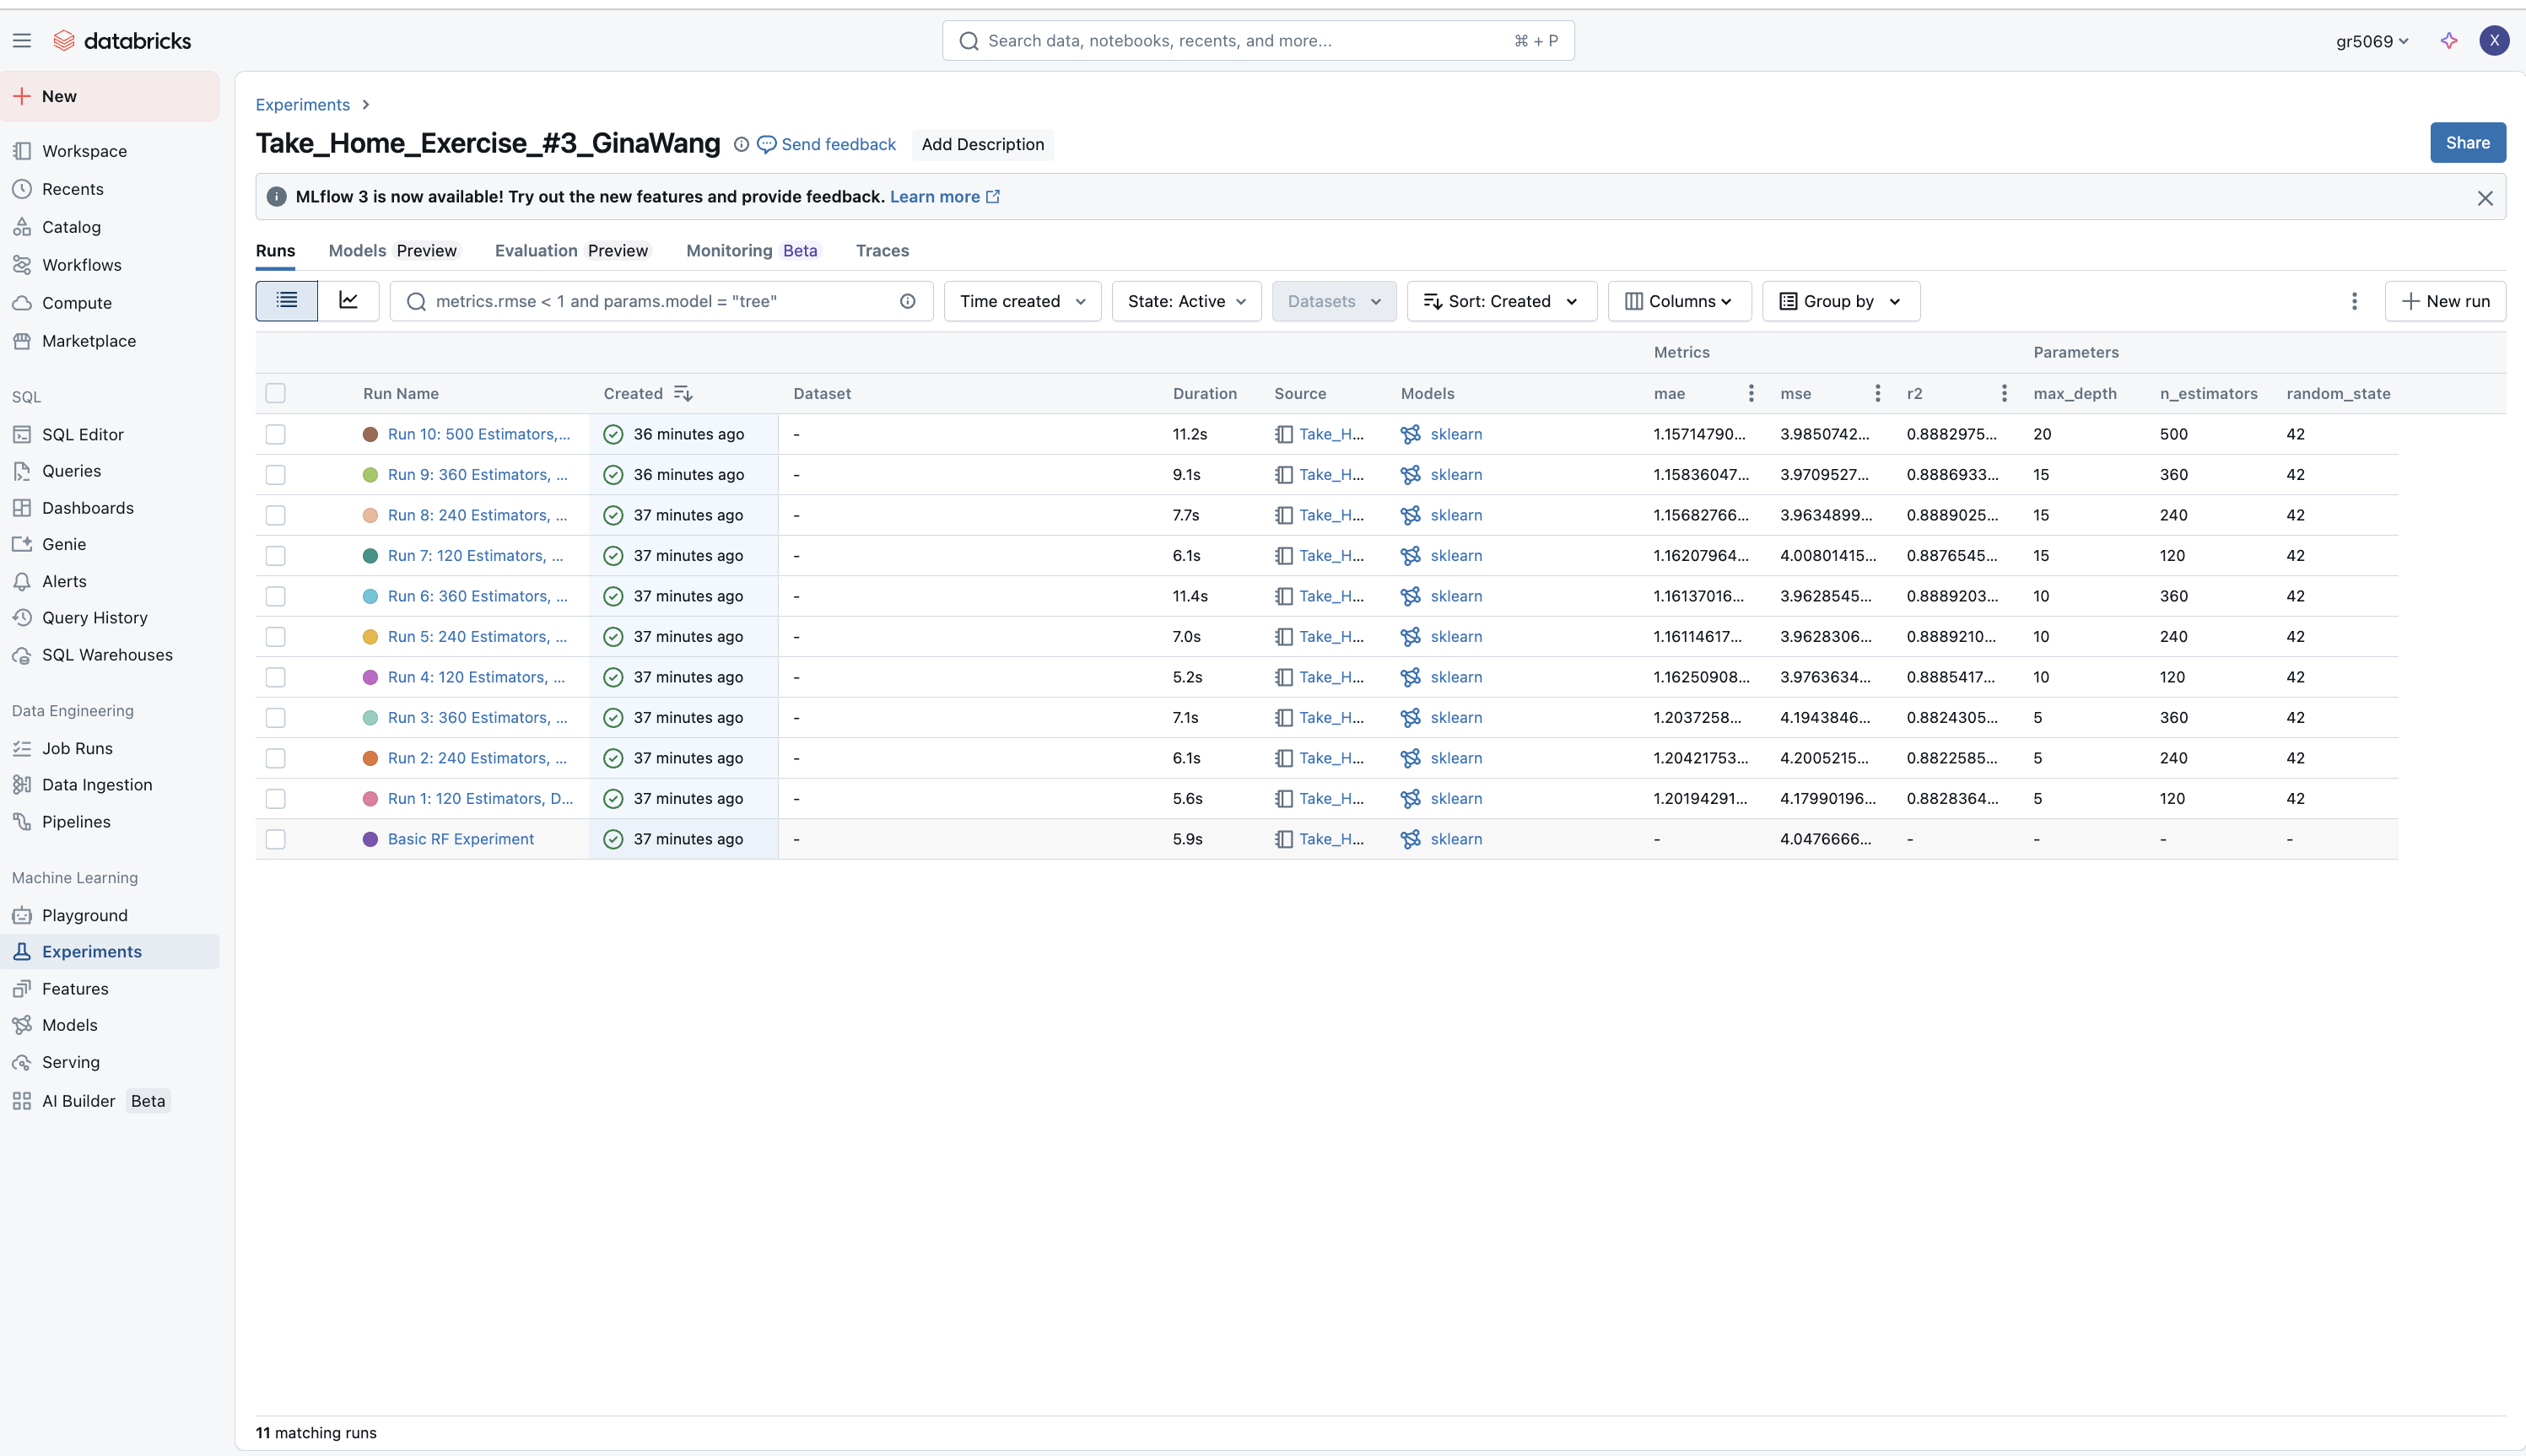 databricks
Search data, notebooks, recents, and more... ⌘ + P
gr5069
X
New
Workspace
Recents
Catalog
Workflows
Compute
Marketplace
SQL
SQL Editor
Queries
Dashboards
Genie
Alerts
Query History
SQL Warehouses
Data Engineering
Job Runs
Data Ingestion
Pipelines
Machine Learning
Playground
Experiments
Features
Models
Serving
AI Builder Beta
Experiments >
Take_Home_Exercise_#3_GinaWang Send feedback Add Description Share
MLflow 3 is now available! Try out the new features and provide feedback. Learn more
Runs Models Preview Evaluation Preview Monitoring Beta Traces
metrics.rmse < 1 and params.model = "tree" Time created State: Active Datasets Sort: Created Columns Group by New run
Metrics Parameters
Run Name Created Dataset Duration Source Models mae mse r2 max_depth n_estimators random_state
Run 10: 500 Estimators,... 36 minutes ago - 11.2s Take_H... sklearn 1.15714790... 3.9850742... 0.8882975... 20 500 42
Run 9: 360 Estimators, ... 36 minutes ago - 9.1s Take_H... sklearn 1.15836047... 3.9709527... 0.8886933... 15 360 42
Run 8: 240 Estimators, ... 37 minutes ago - 7.7s Take_H... sklearn 1.15682766... 3.9634899... 0.8889025... 15 240 42
Run 7: 120 Estimators, ... 37 minutes ago - 6.1s Take_H... sklearn 1.16207964... 4.00801415... 0.8876545... 15 120 42
Run 6: 360 Estimators, ... 37 minutes ago - 11.4s Take_H... sklearn 1.16137016... 3.9628545... 0.8889203... 10 360 42
Run 5: 240 Estimators, ... 37 minutes ago - 7.0s Take_H... sklearn 1.16114617... 3.9628306... 0.8889210... 10 240 42
Run 4: 120 Estimators, ... 37 minutes ago - 5.2s Take_H... sklearn 1.16250908... 3.9763634... 0.8885417... 10 120 42
Run 3: 360 Estimators, ... 37 minutes ago - 7.1s Take_H... sklearn 1.2037258... 4.1943846... 0.8824305... 5 360 42
Run 2: 240 Estimators, ... 37 minutes ago - 6.1s Take_H... sklearn 1.20421753... 4.2005215... 0.8822585... 5 240 42
Run 1: 120 Estimators, D... 37 minutes ago - 5.6s Take_H... sklearn 1.20194291... 4.17990196... 0.8828364... 5 120 42
Basic RF Experiment 37 minutes ago - 5.9s Take_H... sklearn - 4.0476666... - - - -
11 matching runs